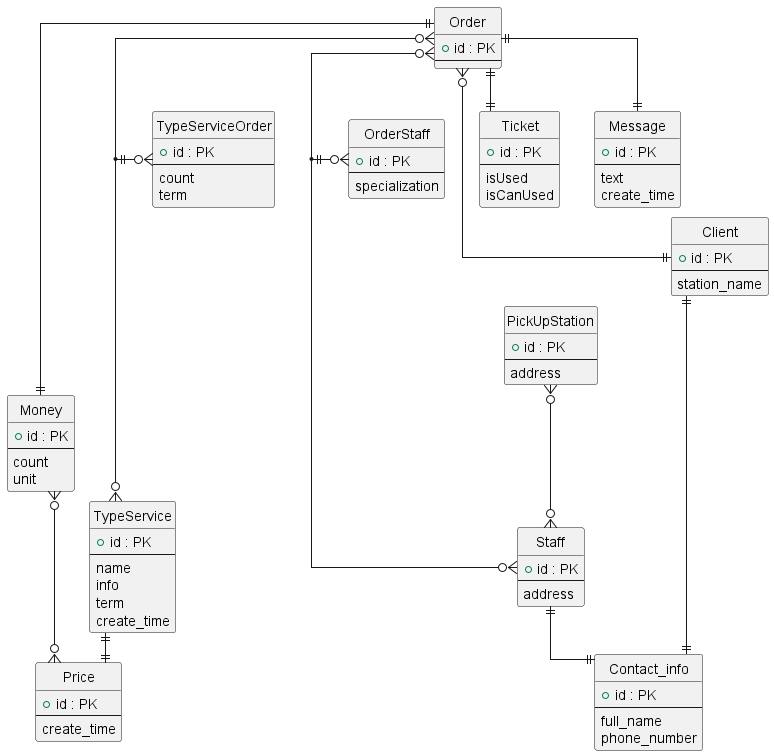 Order
id : PK
TypeServiceOrder
id : PK
count
term
OrderStaff
id : PK
specialization
Ticket
id : PK
isUsed
isCanUsed
Message
id : PK
text
create_time
Client
id : PK
station_name
PickUpStation
id : PK
address
Money
id : PK
count
unit
TypeService
id : PK
name
info
term
create_time
Staff
id : PK
address
Price
id : PK
create_time
Contact_info
id : PK
full_name
phone_number